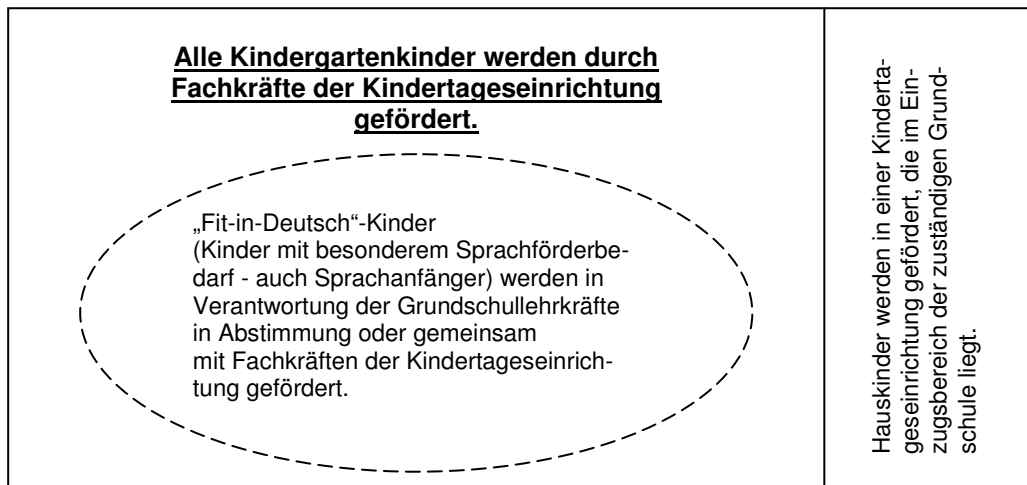 Alle Kindergartenkinder werden durch
Fachkräfte der Kindertageseinrichtung
gefördert.
„Fit-in-Deutsch“-Kinder
(Kinder mit besonderem Sprachförderbe-
darf - auch Sprachanfänger) werden in
Verantwortung der Grundschullehrkräfte
in Abstimmung oder gemeinsam
mit Fachkräften der Kindertageseinrich-
tung gefördert.
Hauskinder werden in einer Kinderta-
geseinrichtung gefördert, die im Ein-
zugsbereich der zuständigen Grund-
schule liegt.